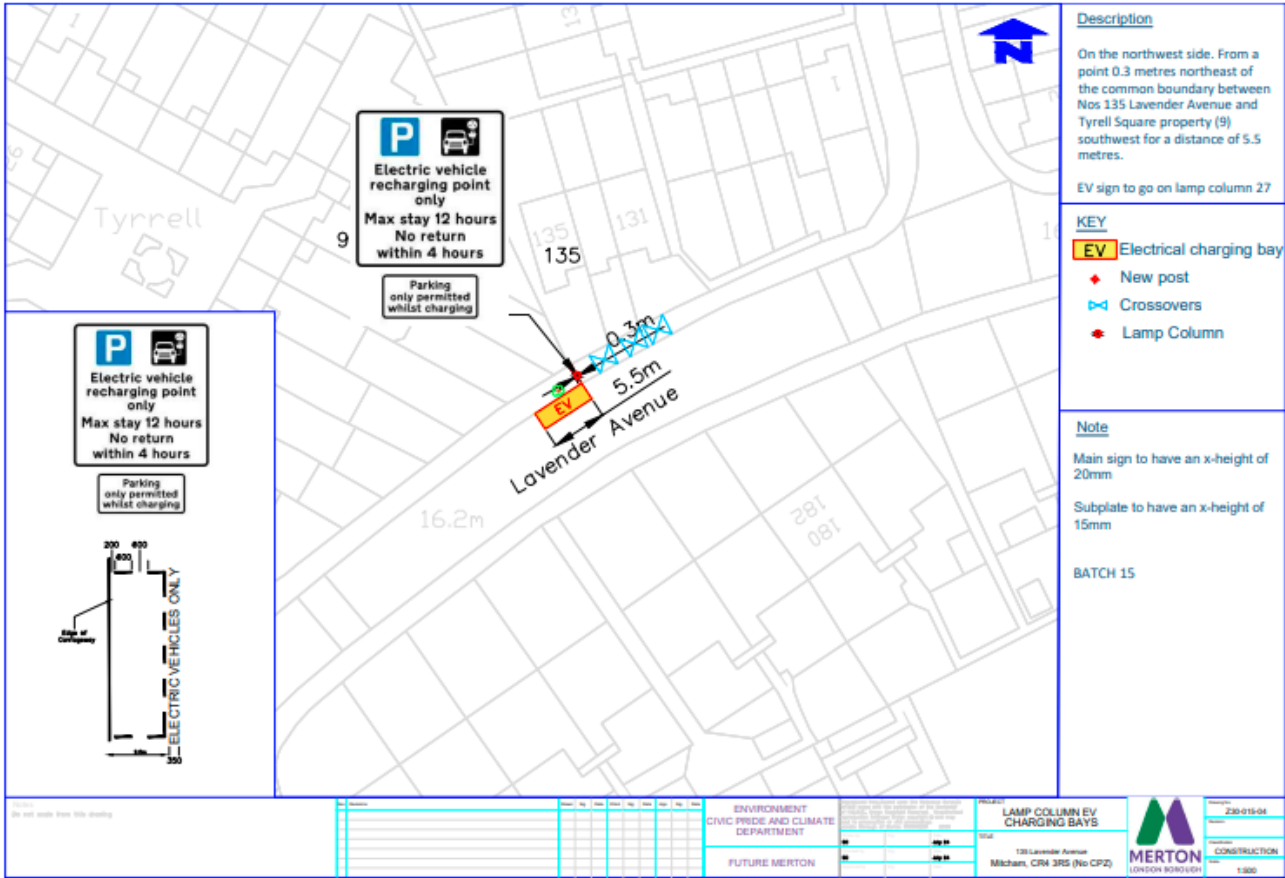 Description
On the northwest side. From a
point 0.3 metres northeast of
the common boundary between
Nos 135 Lavender Avenue and
Tyrell Square property (9)
southwest for a distance of 5.5
metres.
EV sign to go on lamp column 27
KEY
EV Electrical charging bay
New post
Crossovers
Lamp Column
Note
Main sign to have an x-height of
20mm
Subplate to have an x-height of
15mm
BATCH 15
N
P
Electric vehicle
recharging point
only
Max stay 12 hours
No return
within 4 hours
Parking
only permitted
whilst charging
1
135
1
Tyrrell
9
135
131
135
0.3m
5.5m
EV
Lavender Avenue
16.2m
182
180
P
Electric vehicle
recharging point
only
Max stay 12 hours
No return
within 4 hours
Parking
only permitted
whilst charging
200 600
600
Edge of
Carriageway
ELECTRIC VEHICLES ONLY
350
Do not scale from this drawing
ENVIRONMENT
CIVIC PRIDE AND CLIMATE
DEPARTMENT
FUTURE MERTON
PROJECT
LAMP COLUMN EV
CHARGING BAYS
TITLE
135 Lavender Avenue
Mitcham, CR4 3RS (No CPZ)
MERTON
LONDON BOROUGH
Z30-015-04
CONSTRUCTION
1:500